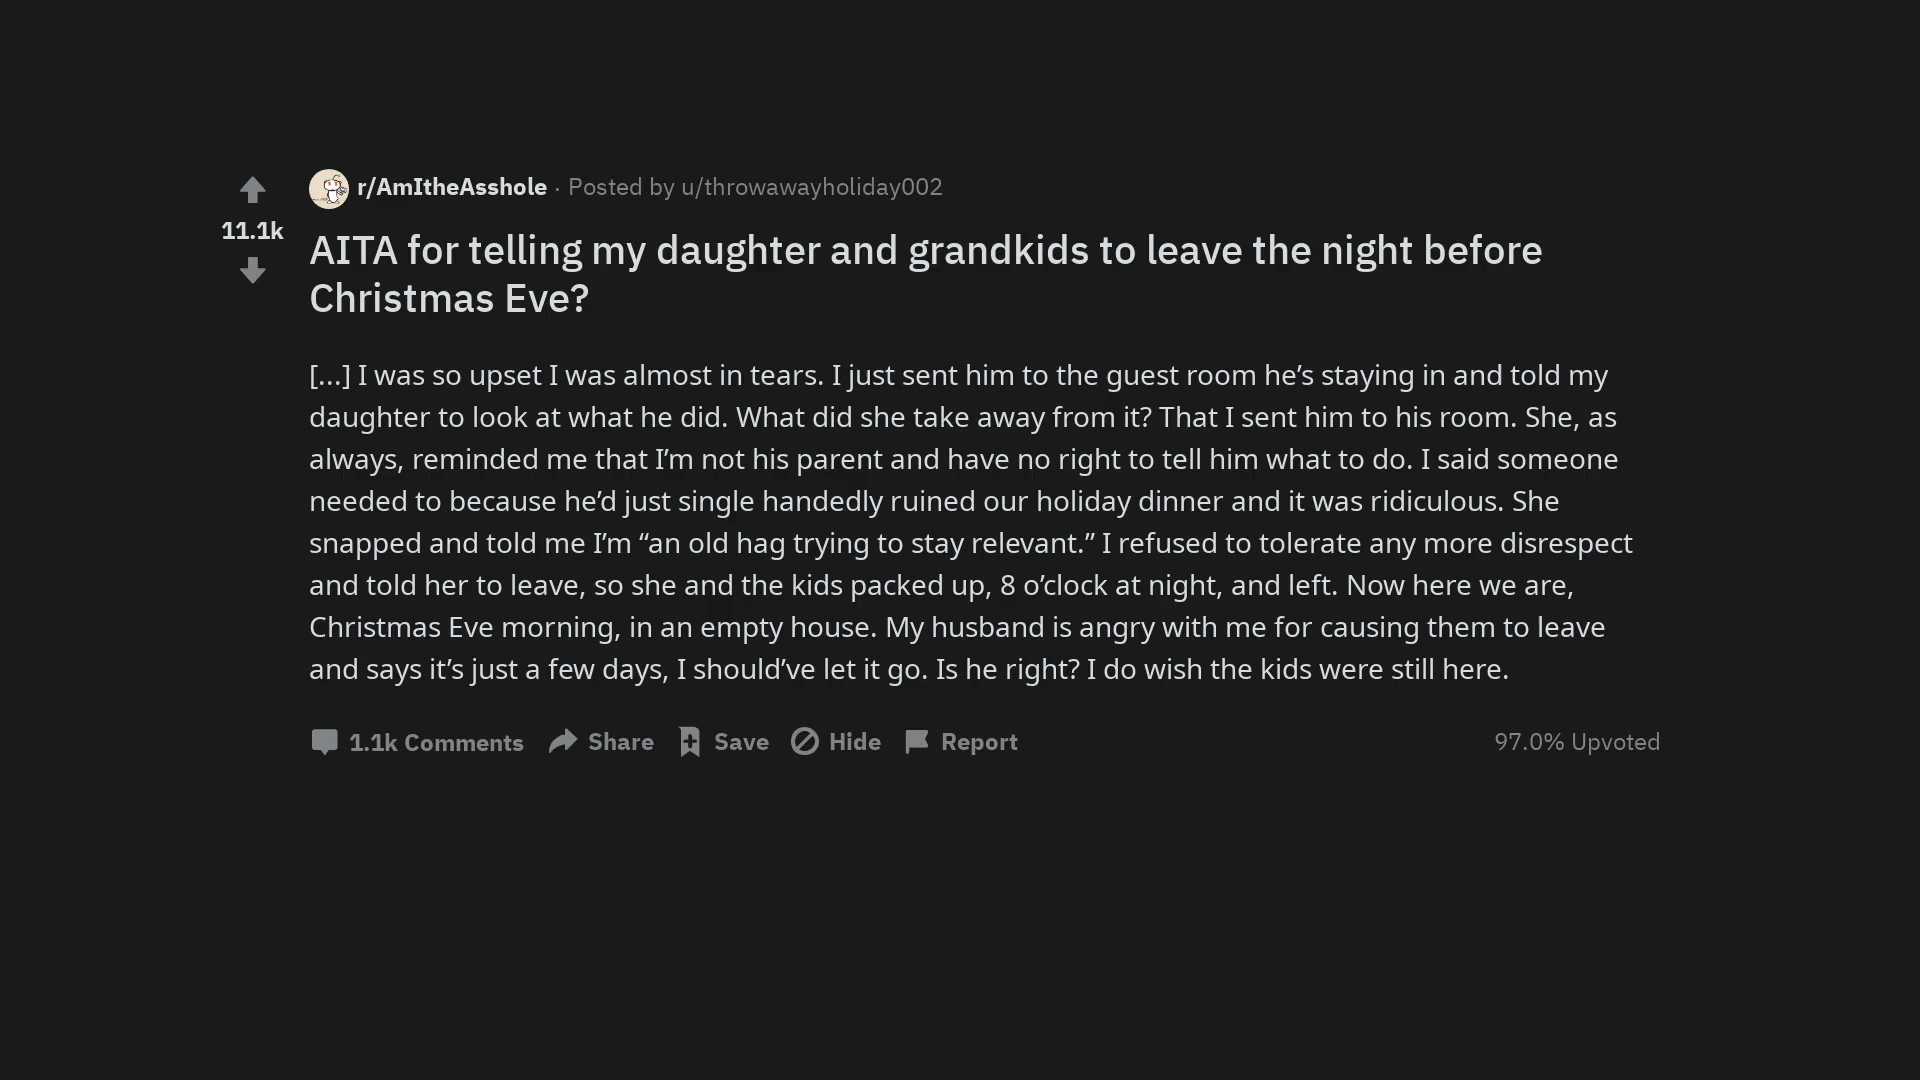 r/AmItheAsshole · Posted by u/throwawayholiday002
11.1k
AITA for telling my daughter and grandkids to leave the night before
Christmas Eve?
[...] I was so upset I was almost in tears. I just sent him to the guest room he’s staying in and told my
daughter to look at what he did. What did she take away from it? That I sent him to his room. She, as
always, reminded me that I’m not his parent and have no right to tell him what to do. I said someone
needed to because he’d just single handedly ruined our holiday dinner and it was ridiculous. She
snapped and told me I’m “an old hag trying to stay relevant.” I refused to tolerate any more disrespect
and told her to leave, so she and the kids packed up, 8 o’clock at night, and left. Now here we are,
Christmas Eve morning, in an empty house. My husband is angry with me for causing them to leave
and says it’s just a few days, I should’ve let it go. Is he right? I do wish the kids were still here.
1.1k Comments Share Save Hide Report 97.0% Upvoted